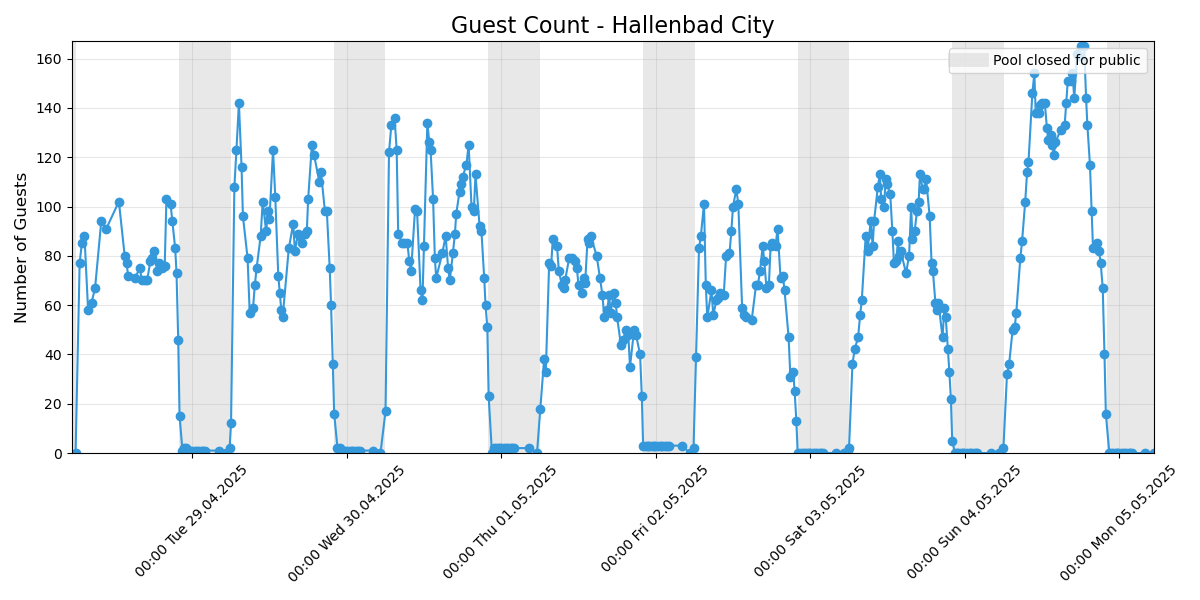 Guest Count - Hallenbad City
Pool closed for public
Number of Guests
160
140
120
100
80
60
40
20
0
00:00 Tue 29.04.2025
00:00 Wed 30.04.2025
00:00 Thu 01.05.2025
00:00 Fri 02.05.2025
00:00 Sat 03.05.2025
00:00 Sun 04.05.2025
00:00 Mon 05.05.2025